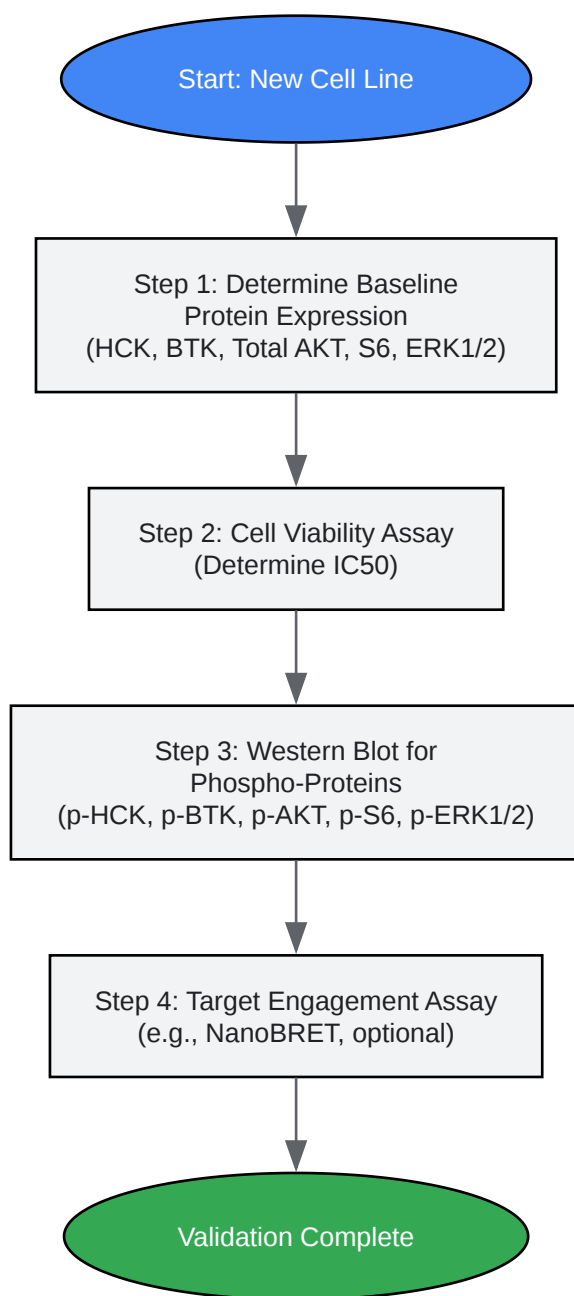 Start: New Cell Line
Step 1: Determine Baseline
Protein Expression
(HCK, BTK, Total AKT, S6, ERK1/2)
Step 2: Cell Viability Assay
(Determine IC50)
Step 3: Western Blot for
Phospho-Proteins
(p-HCK, p-BTK, p-AKT, p-S6, p-ERK1/2)
Step 4: Target Engagement Assay
(e.g., NanoBRET, optional)
Validation Complete